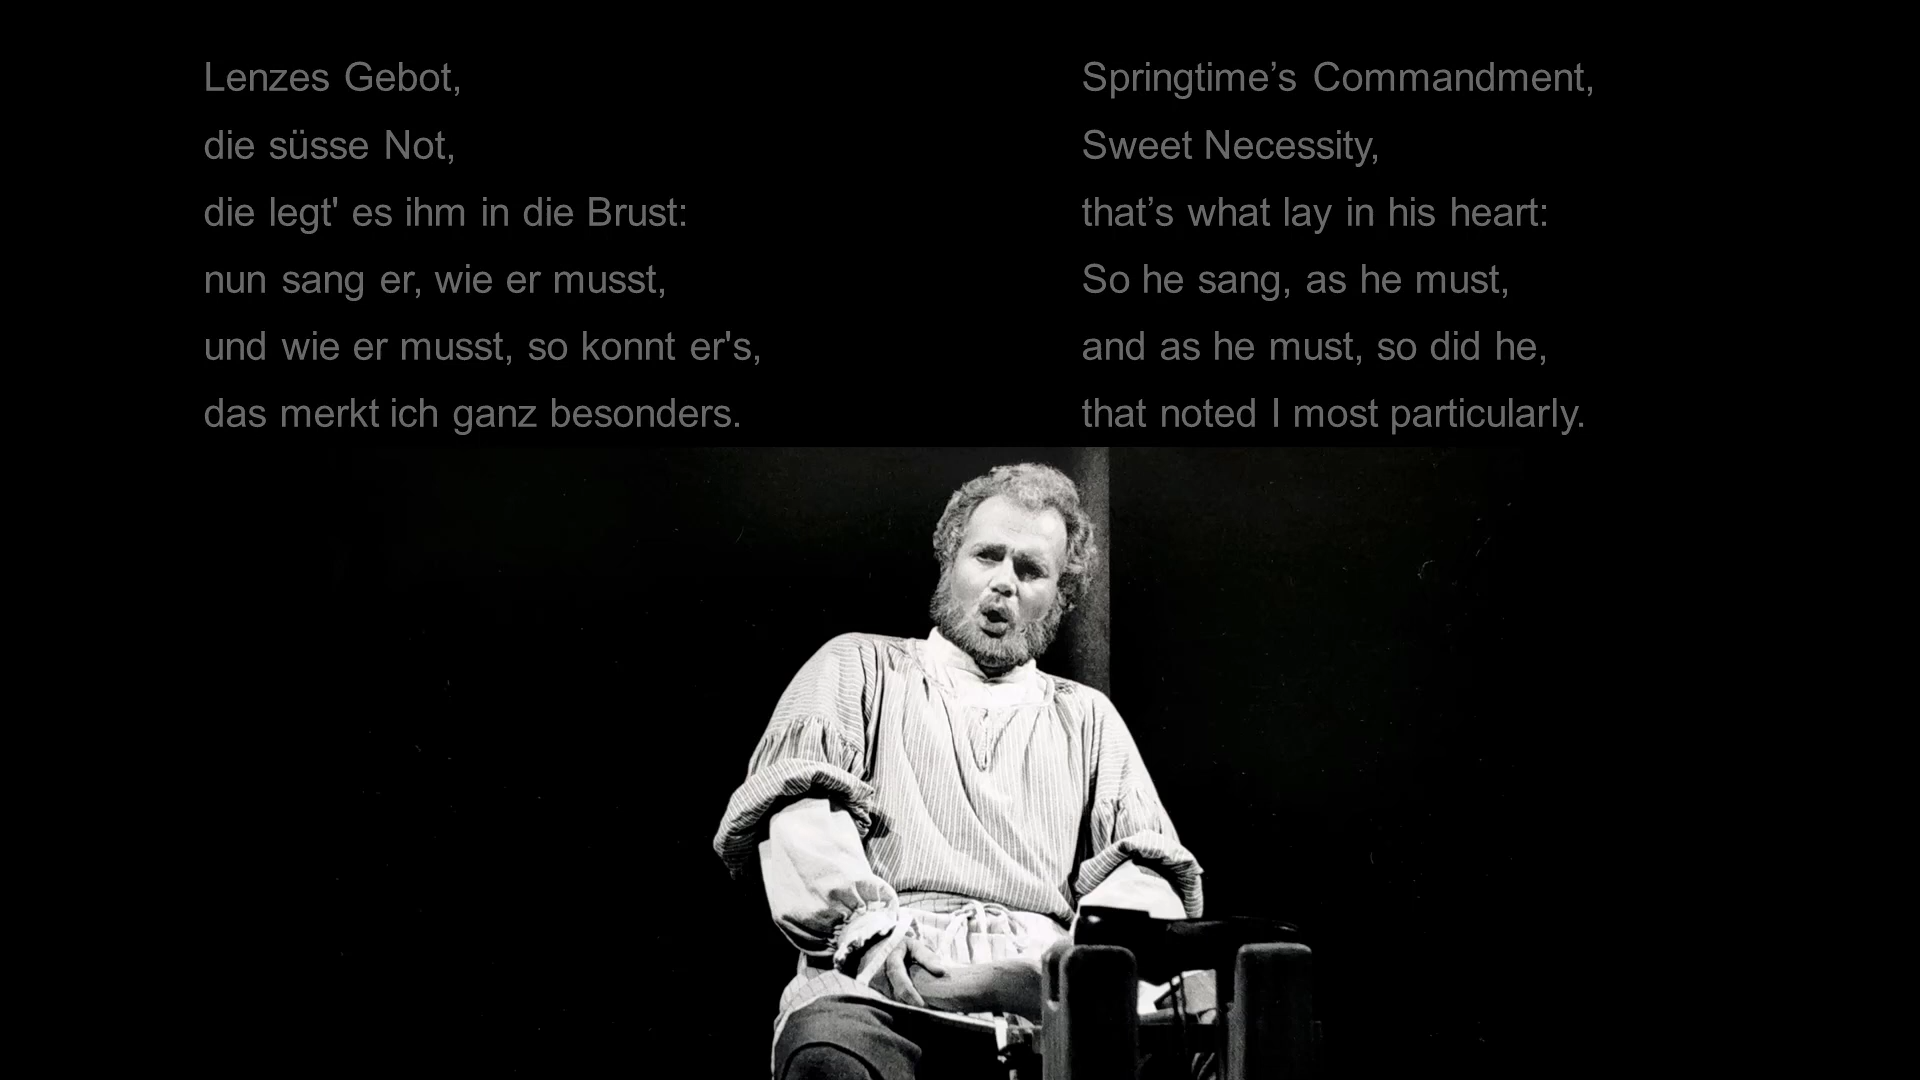 Lenzes Gebot,
die süsse Not,
die legt' es ihm in die Brust:
nun sang er, wie er musst,
und wie er musst, so konnt er's,
das merkt ich ganz besonders.
Springtime’s Commandment,
Sweet Necessity,
that’s what lay in his heart:
So he sang, as he must,
and as he must, so did he,
that noted I most particularly.